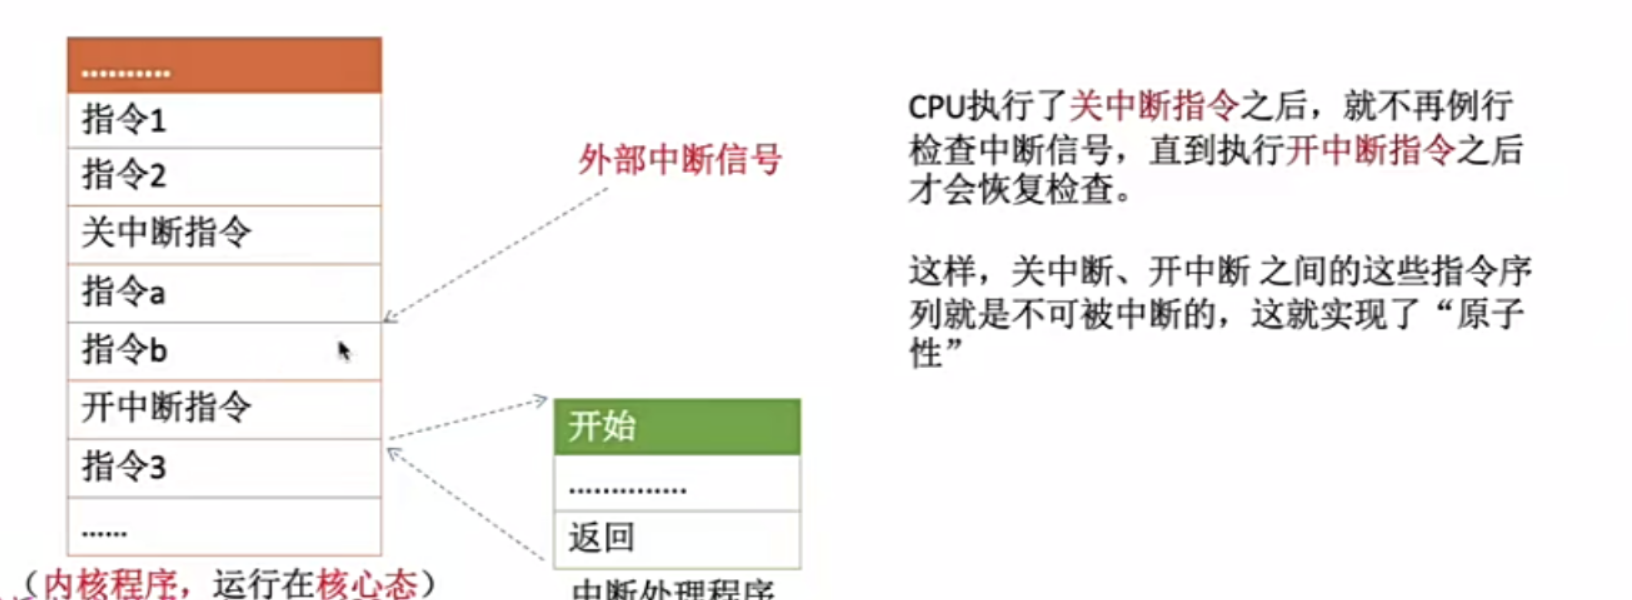 ..........
指令1
指令2
关中断指令
指令a
指令b
开中断指令
指令3
......
(内核程序，运行在核心态)
外部中断信号
开始
..............
返回
中断处理程序
CPU执行了关中断指令之后，就不再例行
检查中断信号，直到执行开中断指令之后
才会恢复检查。
这样，关中断、开中断 之间的这些指令序
列就是不可被中断的，这就实现了“原子
性”